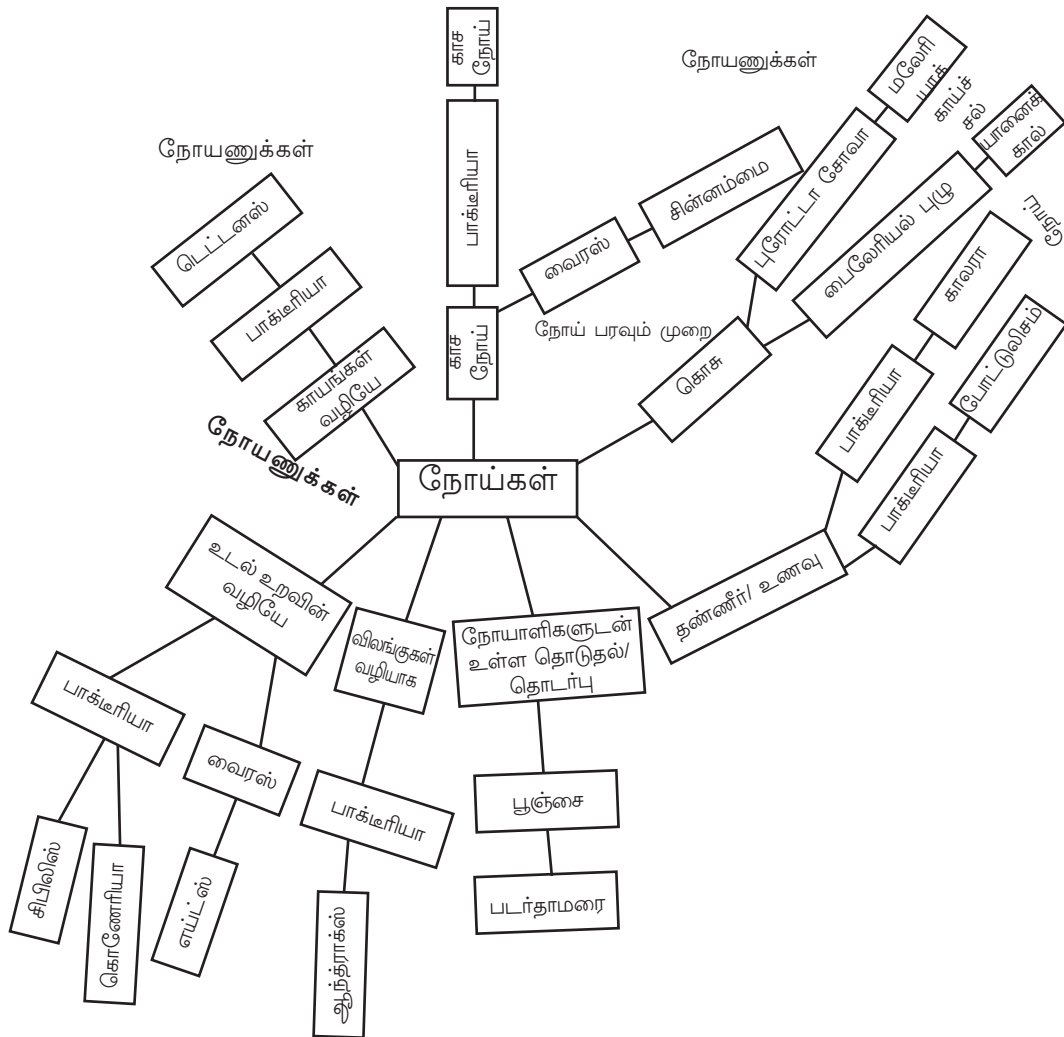 காச
நோய்
நோயணுக்கள்
மலேரி
யாக்
காய்ச்
சல்
யானைக்
கால்
நோயணுக்கள்
பாக்டீரியா
புரோட்டா சோவா
சின்னம்மை
டெட்டனஸ்
வைரஸ்
பைலேரியல் புழு
காலரா
பாக்டீரியா
நோய் பரவும் முறை
போட்டுலிசம்
காச
நோய்
கொசு
காயங்கள்
வழியே
பாக்டீரியா
நோயணுக்கள்
பாக்டீரியா
நோய்கள்
உடல் உறவின்
வழியே
தண்ணீர்/ உணவு
விலங்குகள்
வழியாக
நோயாளிகளுடன்
உள்ள தொடுதல்/
தொடர்பு
பாக்டீரியா
வைரஸ்
பாக்டீரியா
பூஞ்சை
சிபிலிஸ்
கொணேரியா
எய்ட்ஸ்
படர்தாமரை
ஆந்திராக்ஸ்